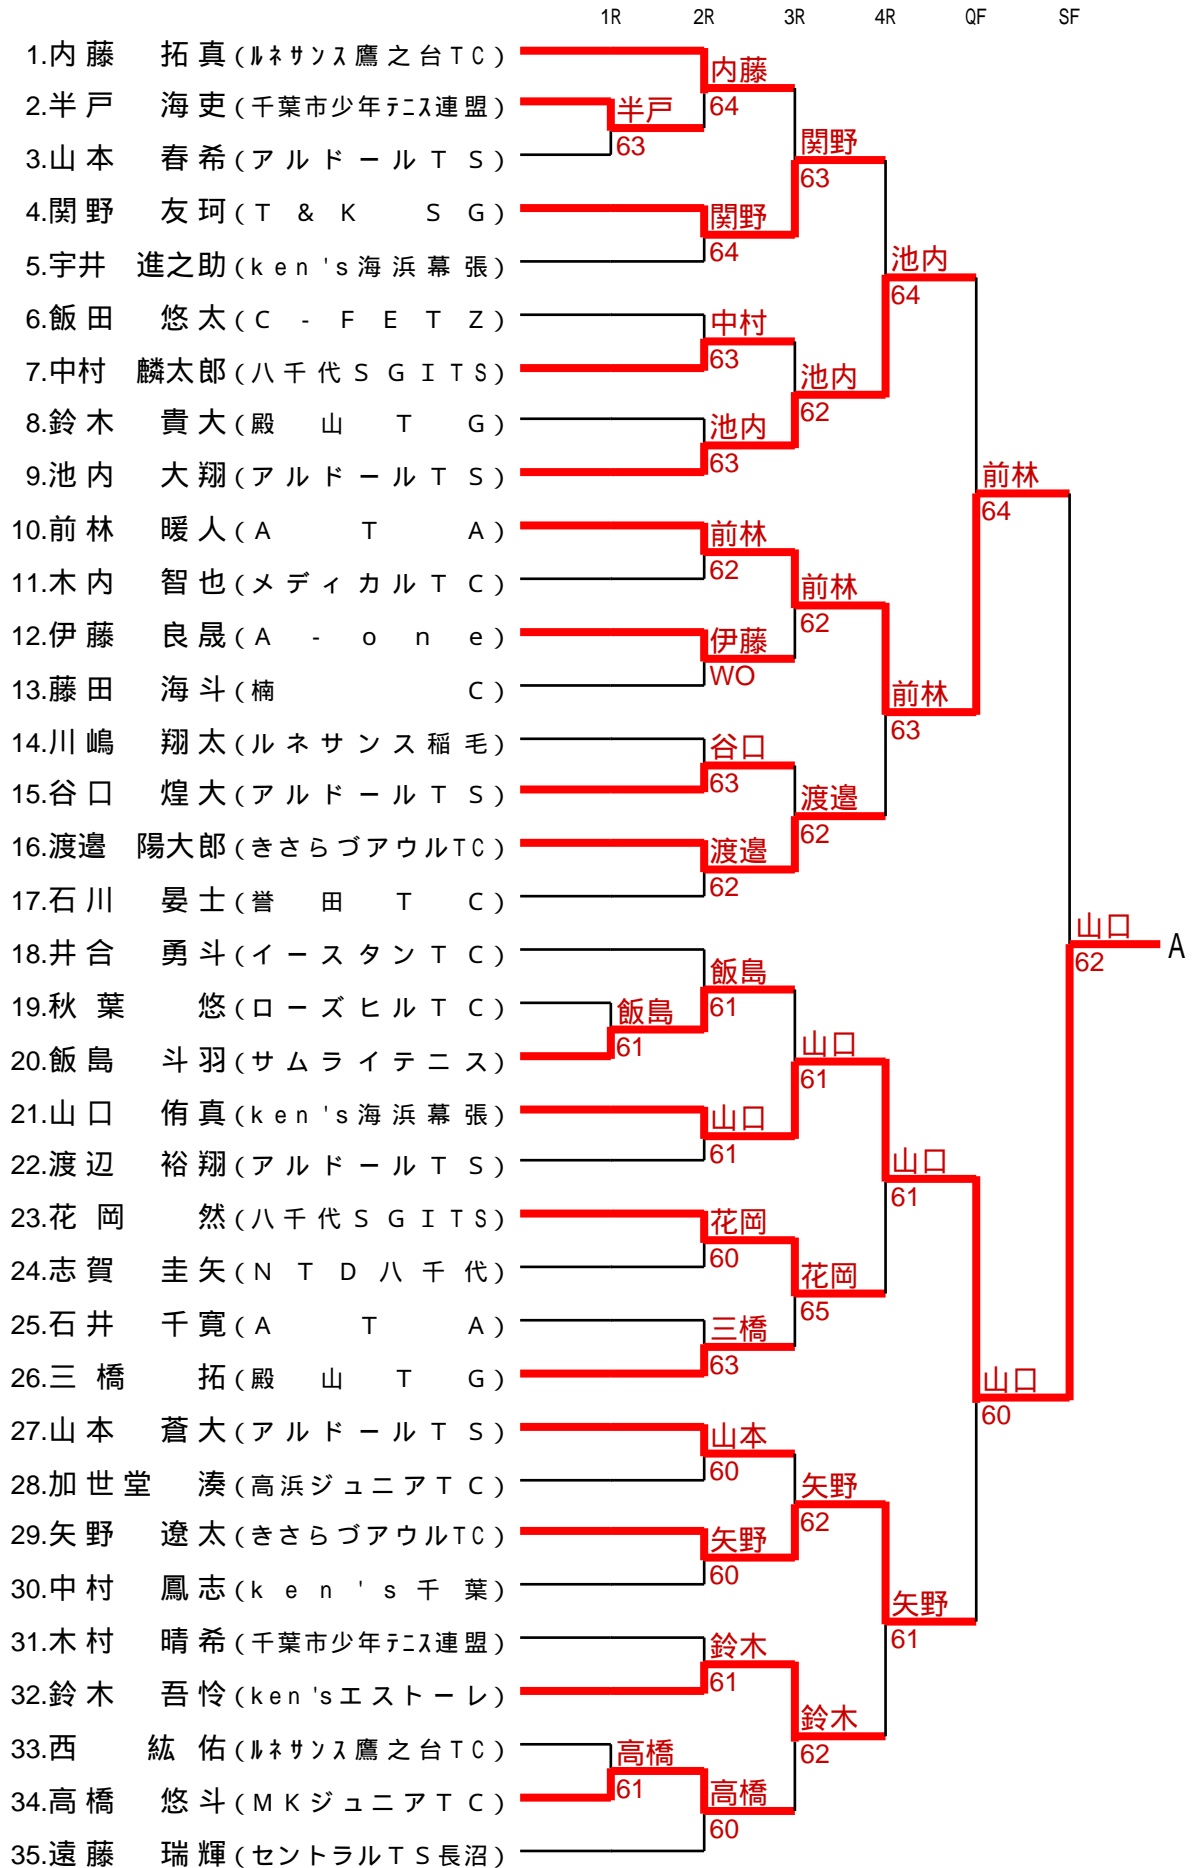 1R 2R 3R 4R QF SF
1.内藤 拓真(ルネサンス鷹之台TC)
2.半戸 海吏(千葉市少年テニス連盟)
3.山本 春希(アルドールTS)
4.関野 友珂(T&K SG)
5.宇井 進之助(ken's海浜幕張)
6.飯田 悠太(C-FETZ)
7.中村 麟太郎(八千代SGITS)
8.鈴木 貴大(殿山TG)
9.池内 大翔(アルドールTS)
10.前林 暖人(ATA)
11.木内 智也(メディカルTC)
12.伊藤 良晟(A-one)
13.藤田 海斗(楠C)
14.川嶋 翔太(ルネサンス稲毛)
15.谷口 煌大(アルドールTS)
16.渡邉 陽大郎(きさらづアウルTC)
17.石川 晏士(誉田TC)
18.井合 勇斗(イースタンTC)
19.秋葉 悠(ローズヒルTC)
20.飯島 斗羽(サムライテニス)
21.山口 侑真(ken's海浜幕張)
22.渡辺 裕翔(アルドールTS)
23.花岡 然(八千代SGITS)
24.志賀 圭矢(NTD八千代)
25.石井 千寛(ATA)
26.三橋 拓(殿山TG)
27.山本 蒼大(アルドールTS)
28.加世堂 湊(高浜ジュニアTC)
29.矢野 遼太(きさらづアウルTC)
30.中村 鳳志(ken's千葉)
31.木村 晴希(千葉市少年テニス連盟)
32.鈴木 吾怜(ken'sエストーレ)
33.西 紘佑(ルネサンス鷹之台TC)
34.高橋 悠斗(MKジュニアTC)
35.遠藤 瑞輝(セントラルTS長沼)
半戸
63
飯島
61
高橋
61
内藤
64
関野
64
中村
63
池内
63
前林
62
伊藤
WO
谷口
63
渡邉
62
飯島
61
山口
61
花岡
60
三橋
63
山本
60
矢野
60
鈴木
61
高橋
60
関野
63
池内
62
前林
62
渡邉
62
山口
61
花岡
65
矢野
62
鈴木
62
池内
64
前林
63
山口
61
矢野
61
前林
64
山口
60
山口
62
A